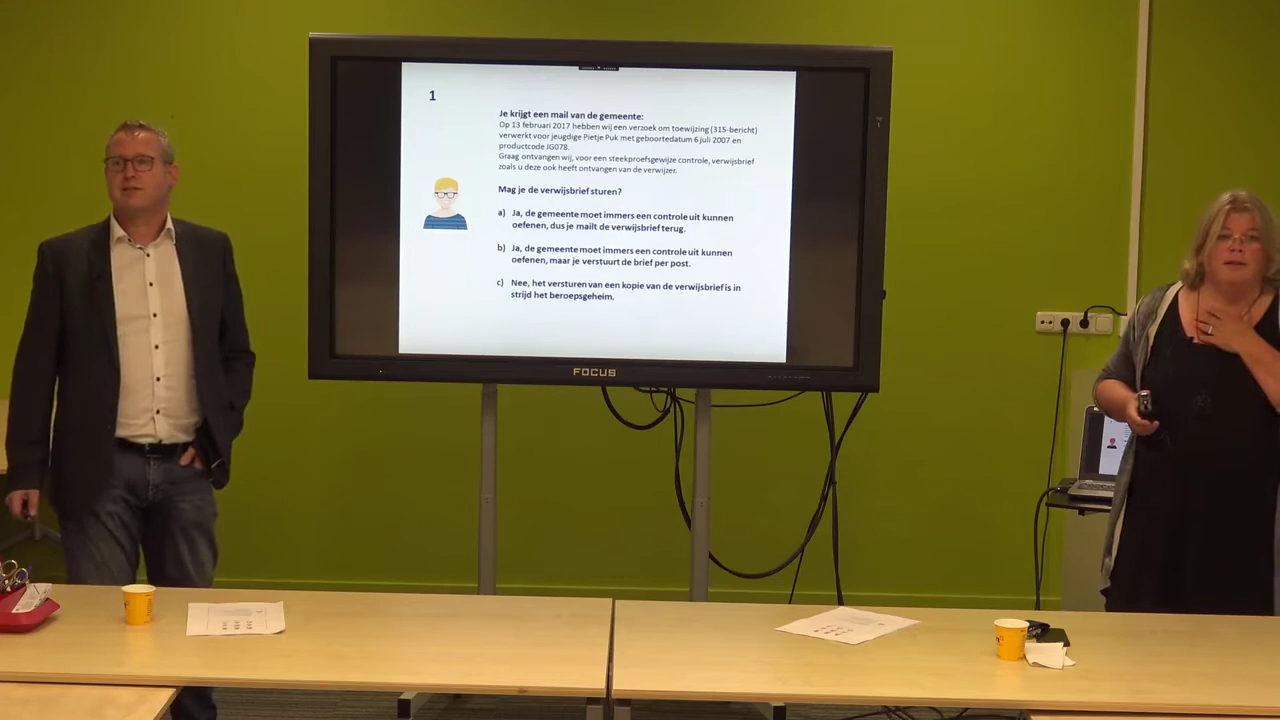 1
Je krijgt een mail van de gemeente:
Op 13 februari 2017 hebben wij een verzoek om toewijzing (315-bericht)
verwerkt voor jeugdige Pietje Puk met geboortedatum 6 juli 2007 en
productcode JG078.
Graag ontvangen wij, voor een steekproefsgewijze controle, verwijsbrief
zoals u deze ook heeft ontvangen van de verwijzer.
Mag je de verwijsbrief sturen?
a) Ja, de gemeente moet immers een controle uit kunnen
oefenen, dus je mailt de verwijsbrief terug.
b) Ja, de gemeente moet immers een controle uit kunnen
oefenen, maar je verstuurt de brief per post.
c) Nee, het versturen van een kopie van de verwijsbrief is in
strijd het beroepsgeheim.
FOCUS